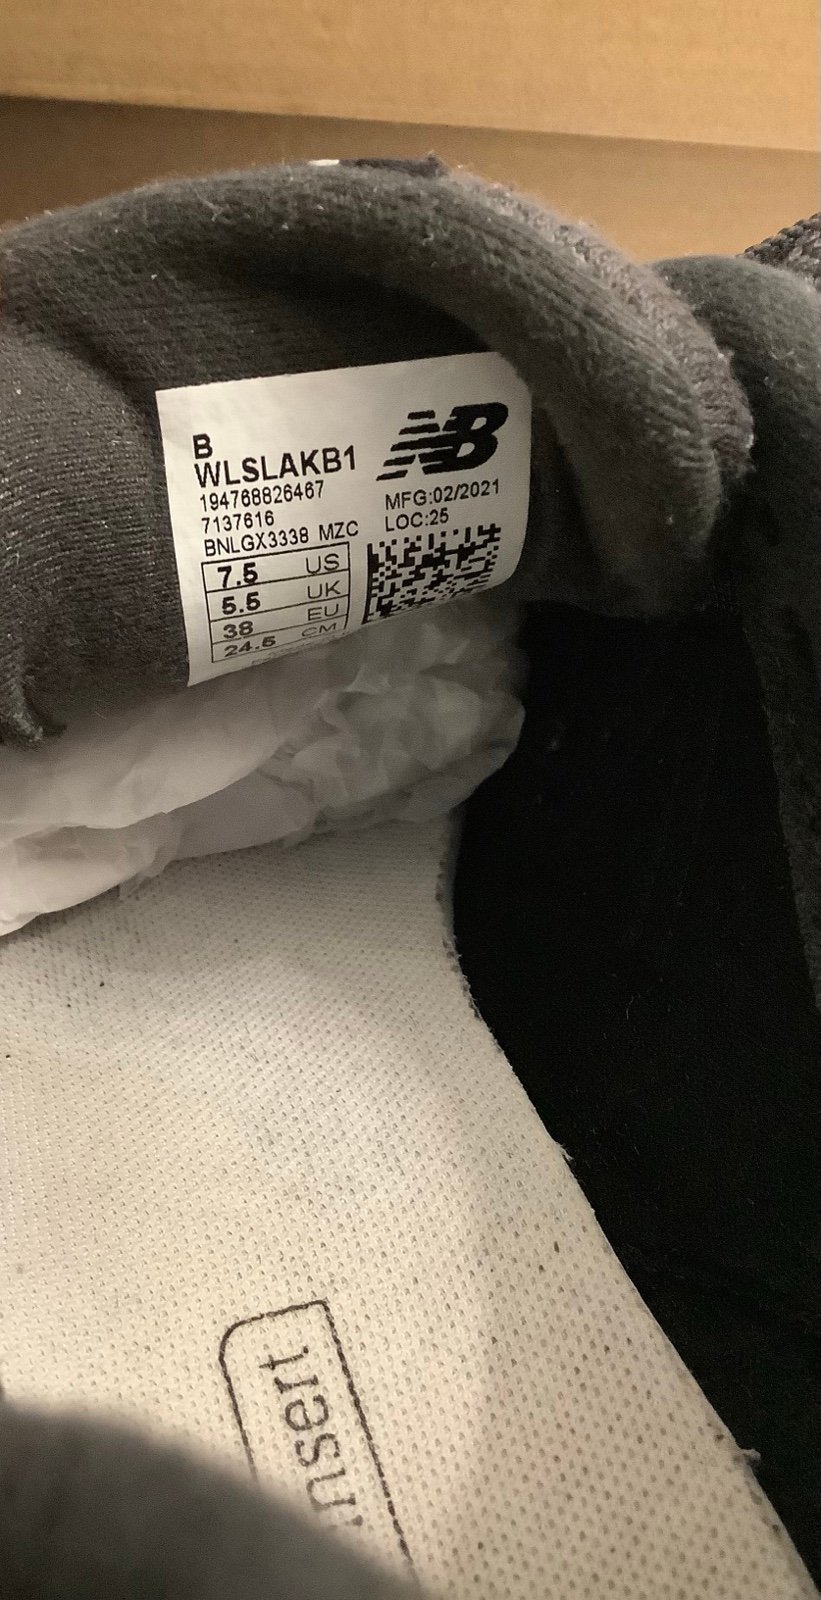 B
WLSLAKB1
194768826467
7137616
BNLGX3338 MZC
NB
MFG:02/2021
LOC:25
7.5 US
5.5 UK
38 EU
24.5 CM
insert